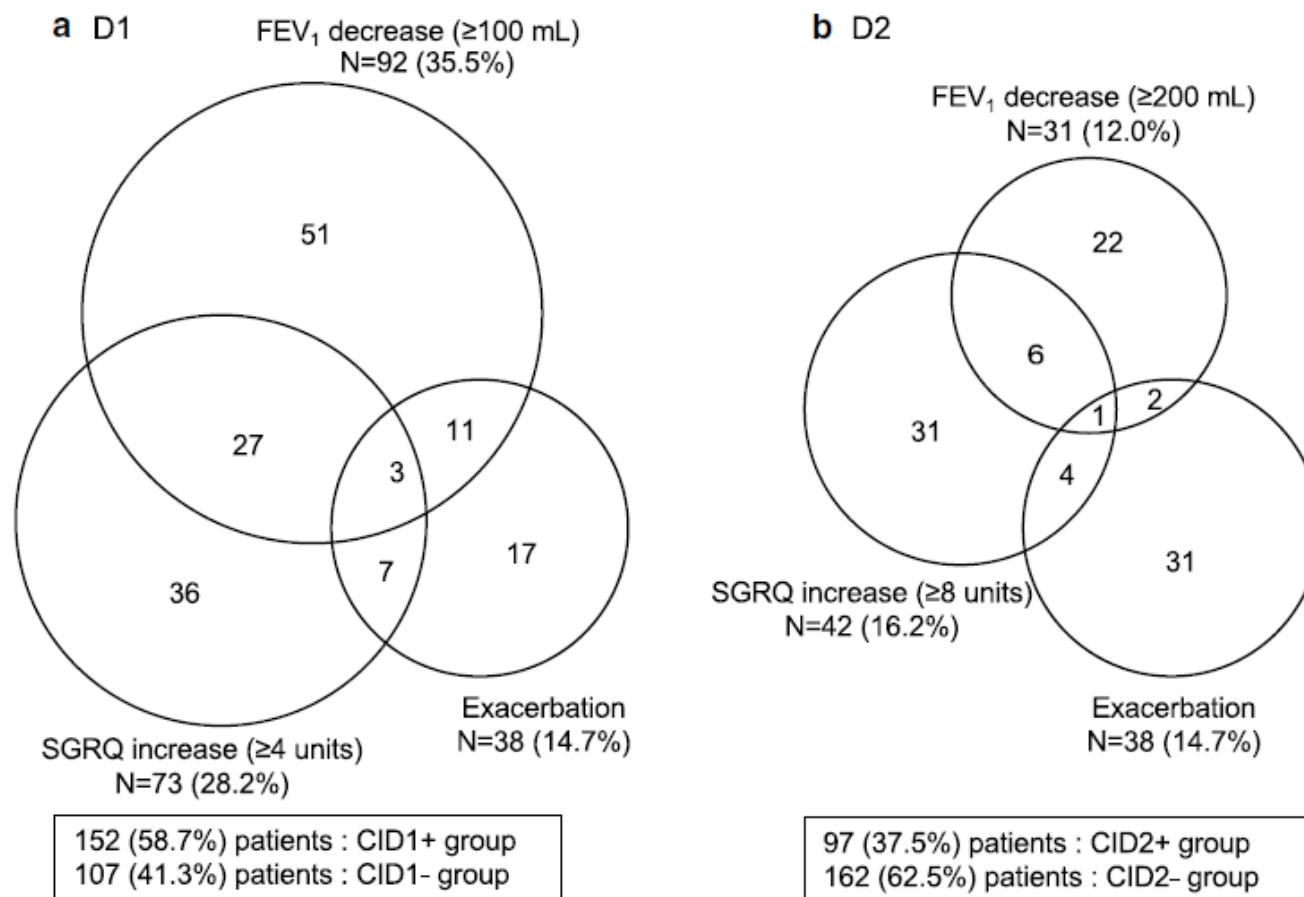 a D1
FEV₁ decrease (≥100 mL)
N=92 (35.5%)
51
27
3
11
7
17
36
SGRQ increase (≥4 units)
N=73 (28.2%)
Exacerbation
N=38 (14.7%)
152 (58.7%) patients : CID1+ group
107 (41.3%) patients : CID1- group
b D2
FEV₁ decrease (≥200 mL)
N=31 (12.0%)
22
6
1
2
31
4
31
SGRQ increase (≥8 units)
N=42 (16.2%)
Exacerbation
N=38 (14.7%)
97 (37.5%) patients : CID2+ group
162 (62.5%) patients : CID2– group